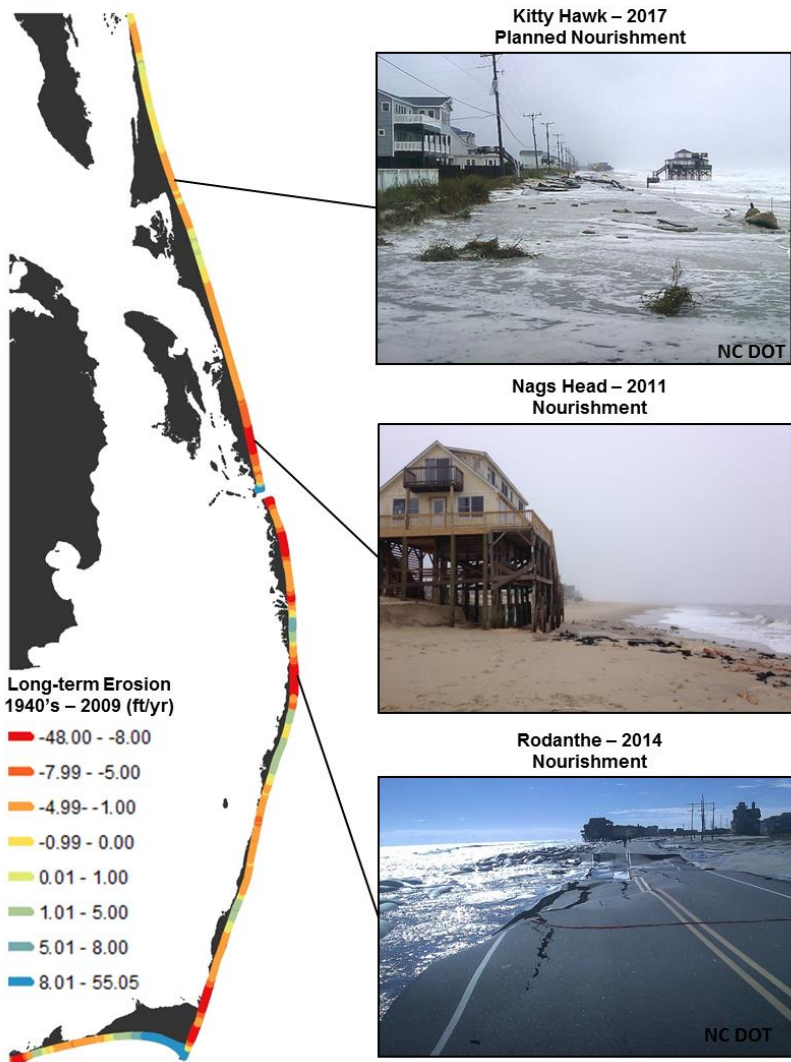 Kitty Hawk – 2017
Planned Nourishment
NC DOT
Nags Head – 2011
Nourishment
Rodanthe – 2014
Nourishment
NC DOT
Long-term Erosion
1940's – 2009 (ft/yr)
-48.00 - -8.00
-7.99 - -5.00
-4.99- -1.00
-0.99 - 0.00
0.01 - 1.00
1.01 - 5.00
5.01 - 8.00
8.01 - 55.05